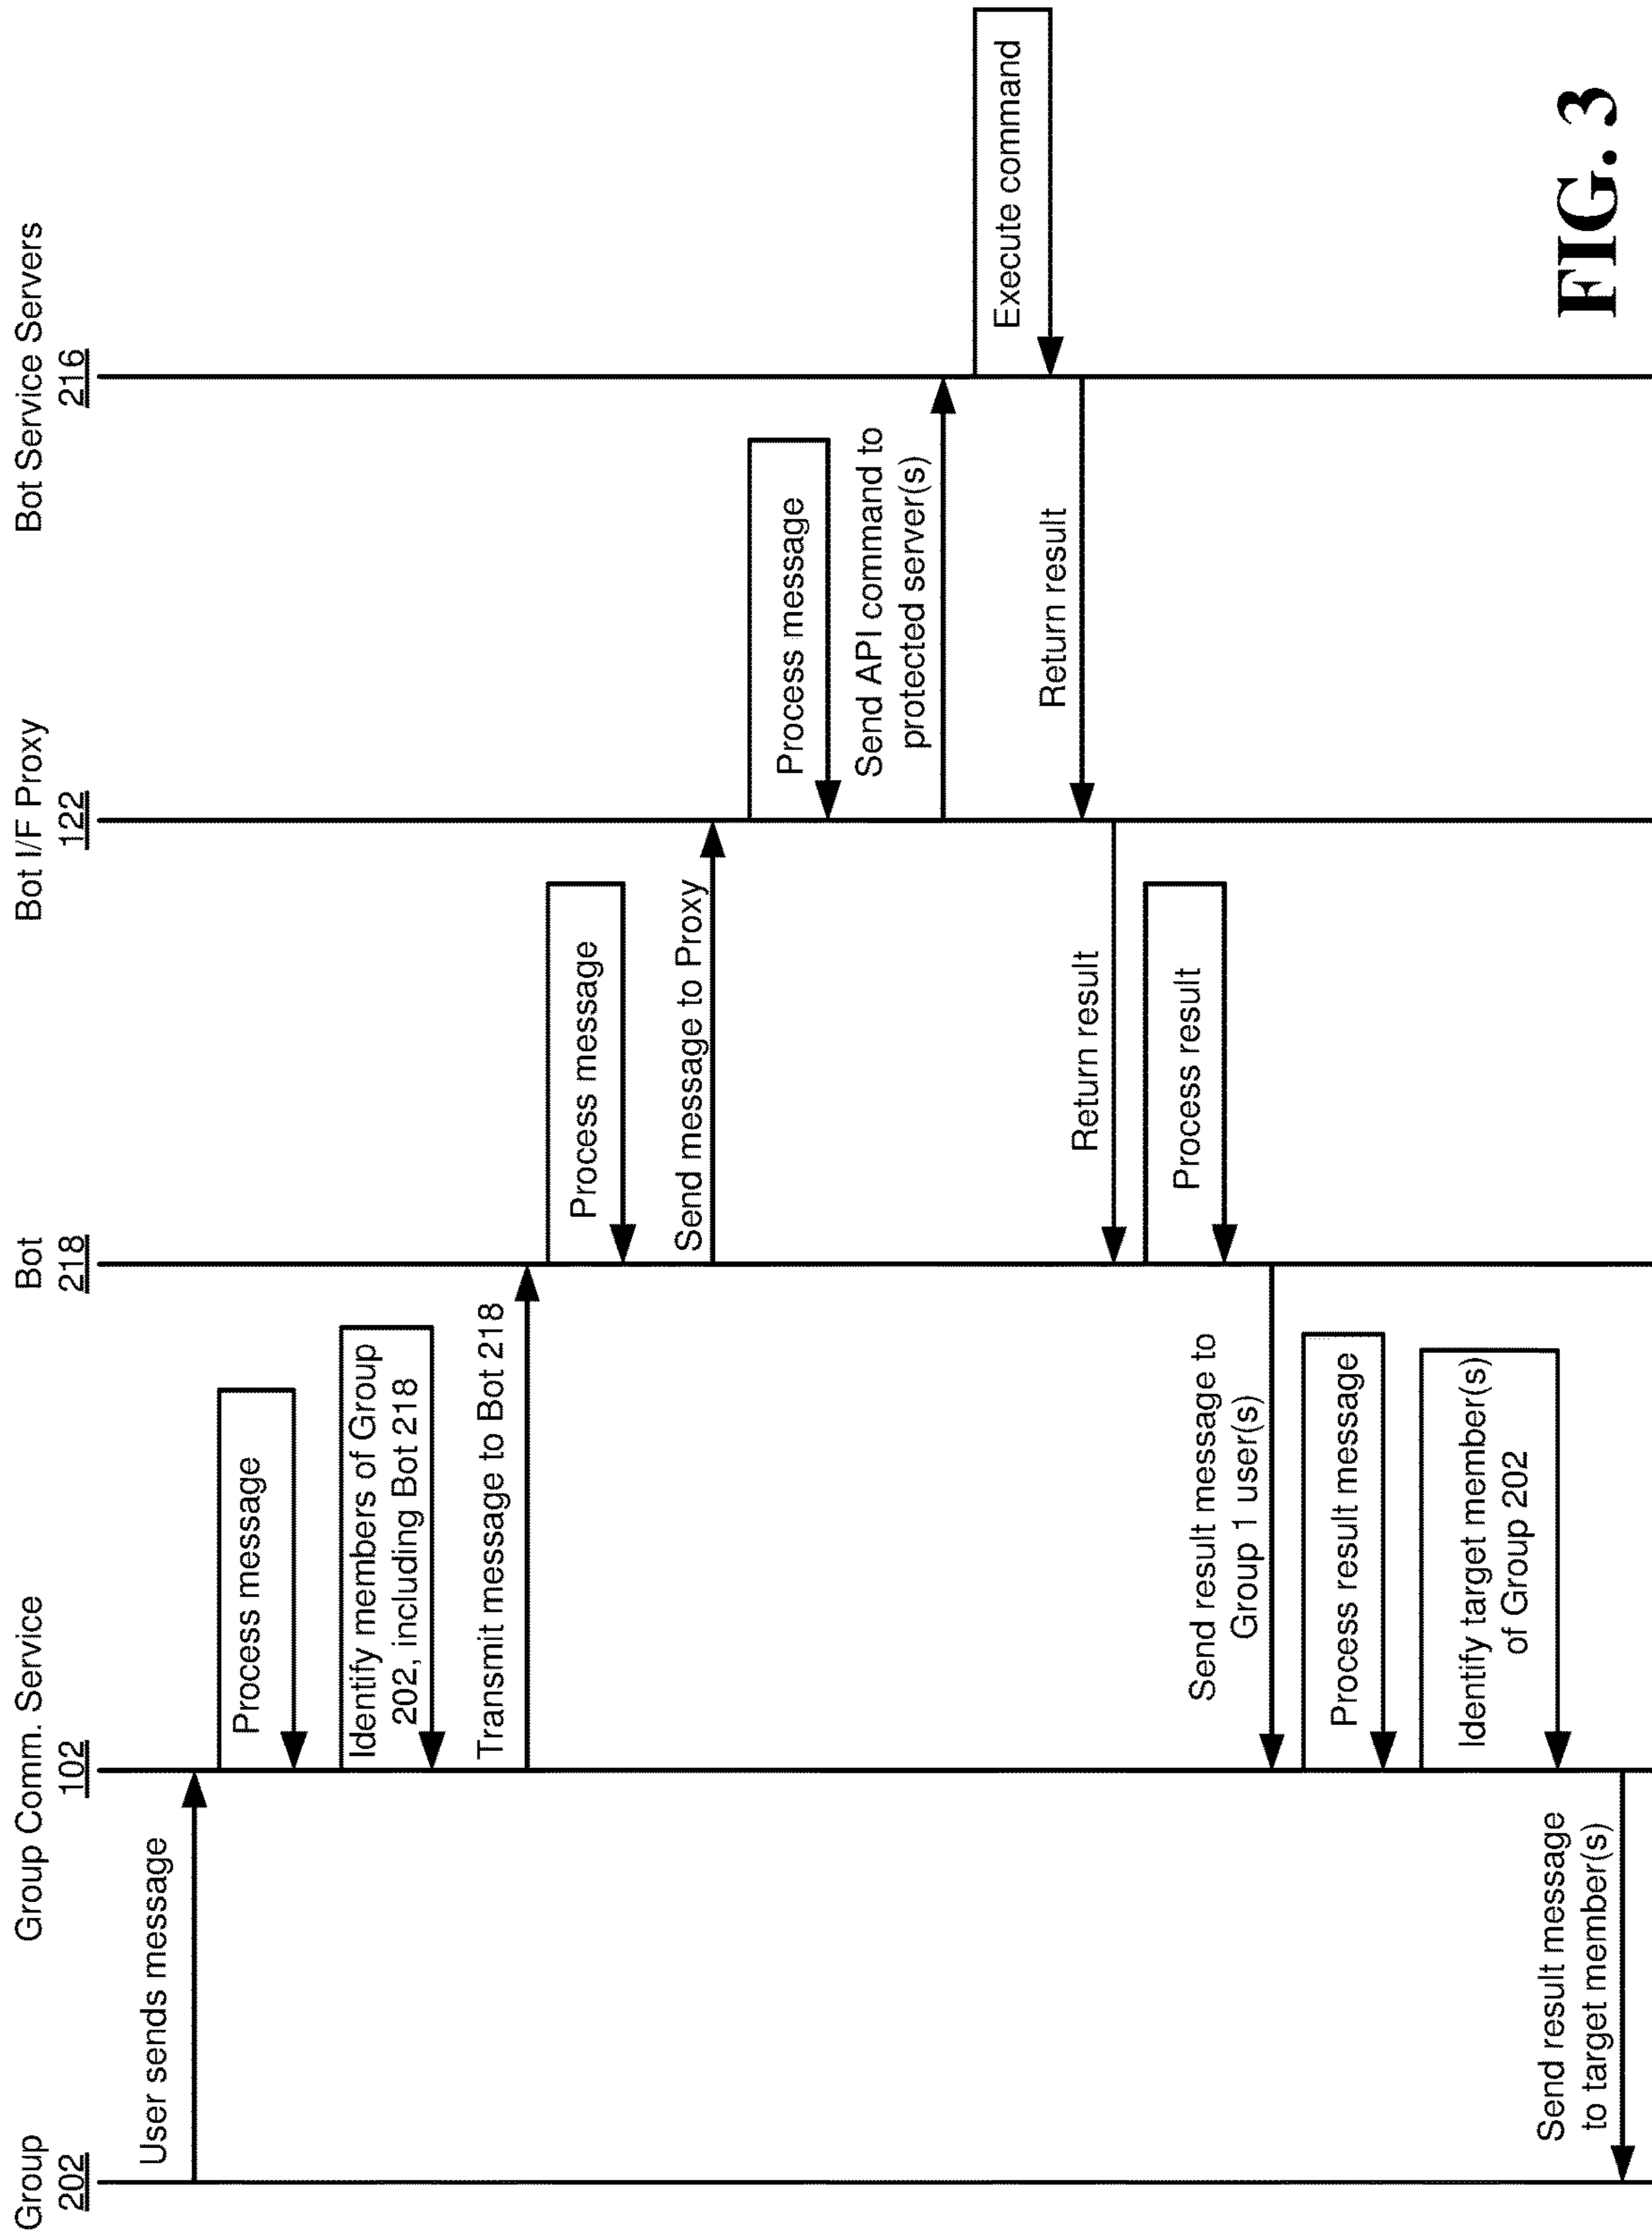 Group
202
Group Comm. Service
102
Bot
218
Bot I/F Proxy
122
Bot Service Servers
216
User sends message
Process message
Identify members of Group
202, including Bot 218
Transmit message to Bot 218
Process message
Send message to Proxy
Process message
Send API command to
protected server(s)
Execute command
Return result
Return result
Process result
Send result message to
Group 1 user(s)
Process result message
Identify target member(s)
of Group 202
Send result message
to target member(s)
FIG. 3